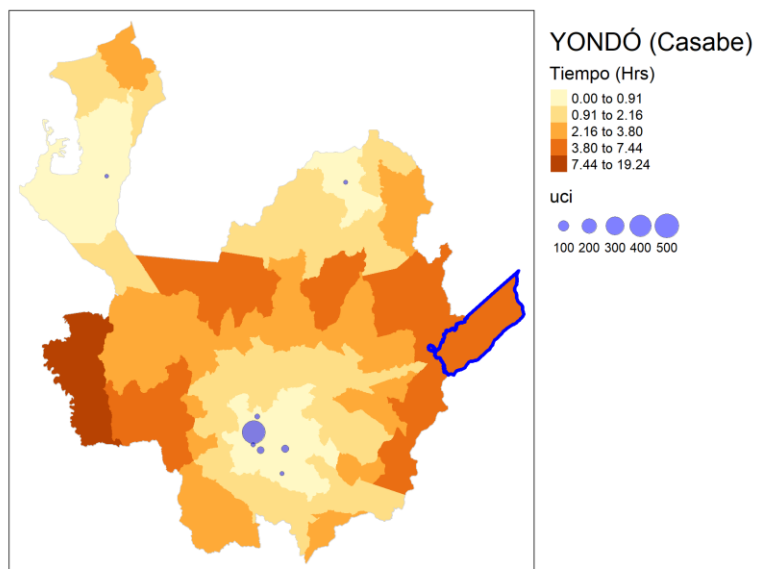 YONDÓ (Casabe)
Tiempo (Hrs)
0.00 to 0.91
0.91 to 2.16
2.16 to 3.80
3.80 to 7.44
7.44 to 19.24
uci
100 200 300 400 500